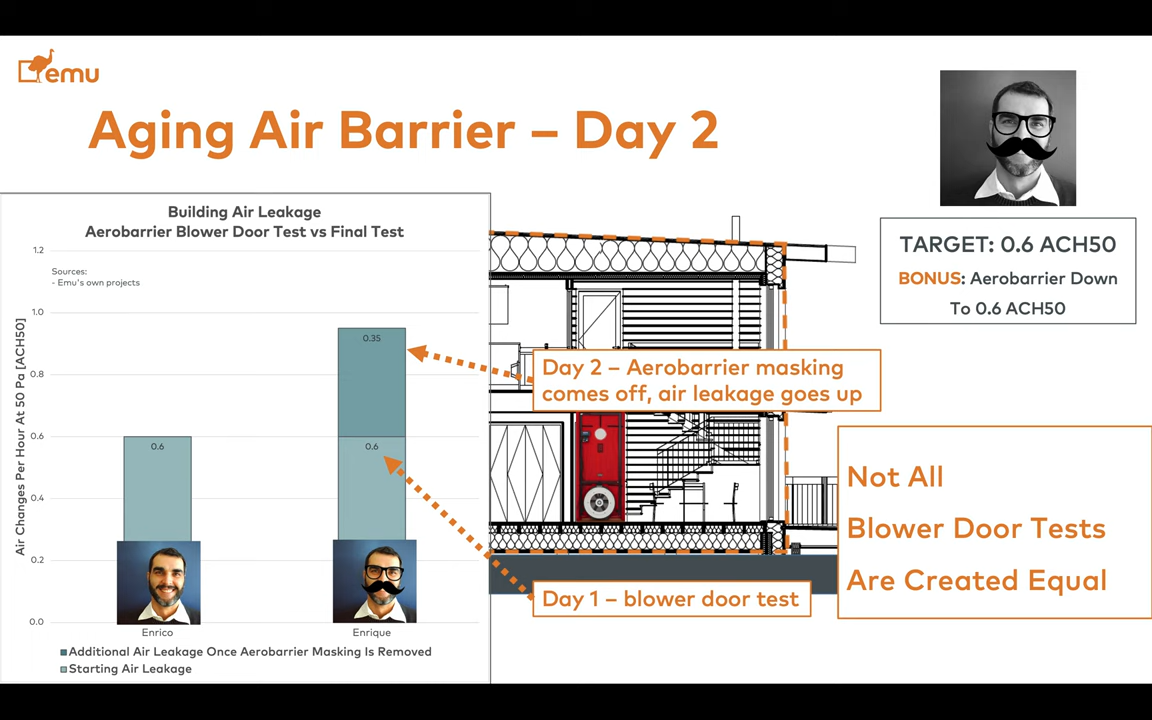 emu
Aging Air Barrier – Day 2
TARGET: 0.6 ACH50
BONUS: Aerobarrier Down
To 0.6 ACH50
Building Air Leakage
Aerobarrier Blower Door Test vs Final Test
Sources:
- Emu's own projects
Air Changes Per Hour At 50 Pa [ACH50]
1.2
1.0
0.8
0.6
0.4
0.2
0.0
0.6
0.35
0.6
Enrico
Enrique
Additional Air Leakage Once Aerobarrier Masking Is Removed
Starting Air Leakage
Day 2 – Aerobarrier masking
comes off, air leakage goes up
Day 1 – blower door test
Not All
Blower Door Tests
Are Created Equal